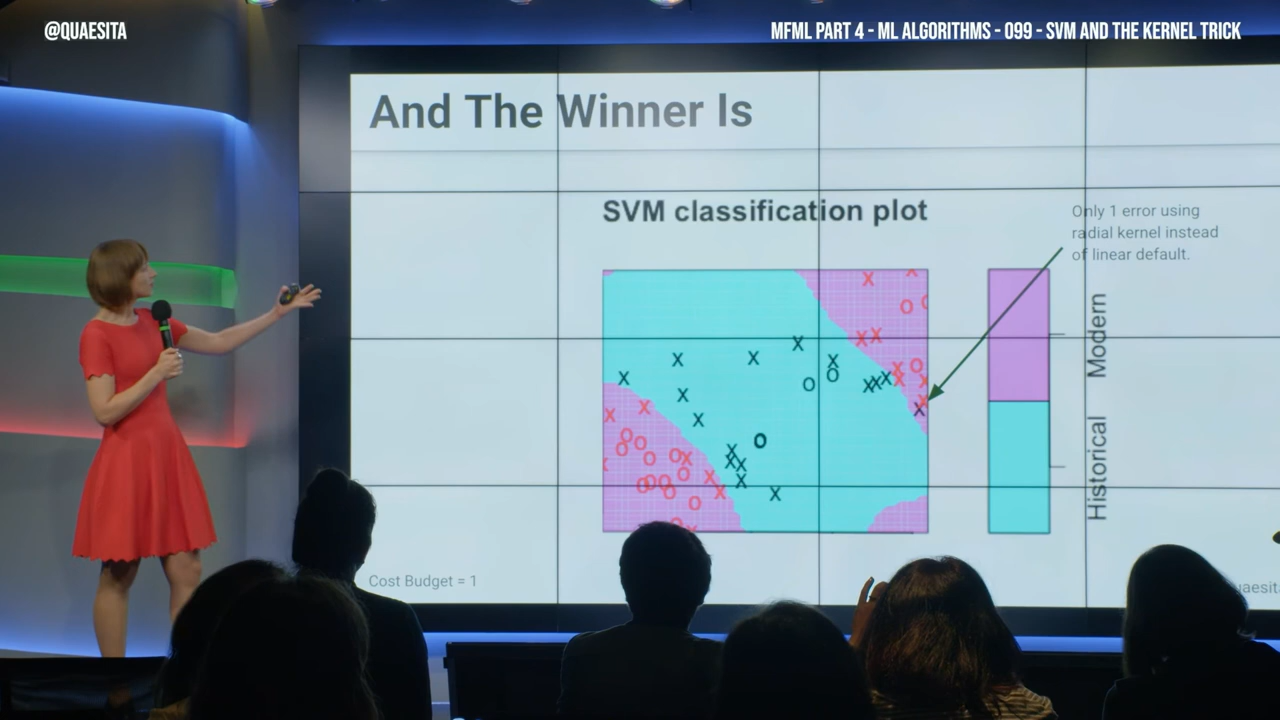 @QUAESITA
MFML PART 4 - ML ALGORITHMS - 099 - SVM AND THE KERNEL TRICK
And The Winner Is
SVM classification plot
Only 1 error using
radial kernel instead
of linear default.
Modern
Historical
Cost Budget = 1